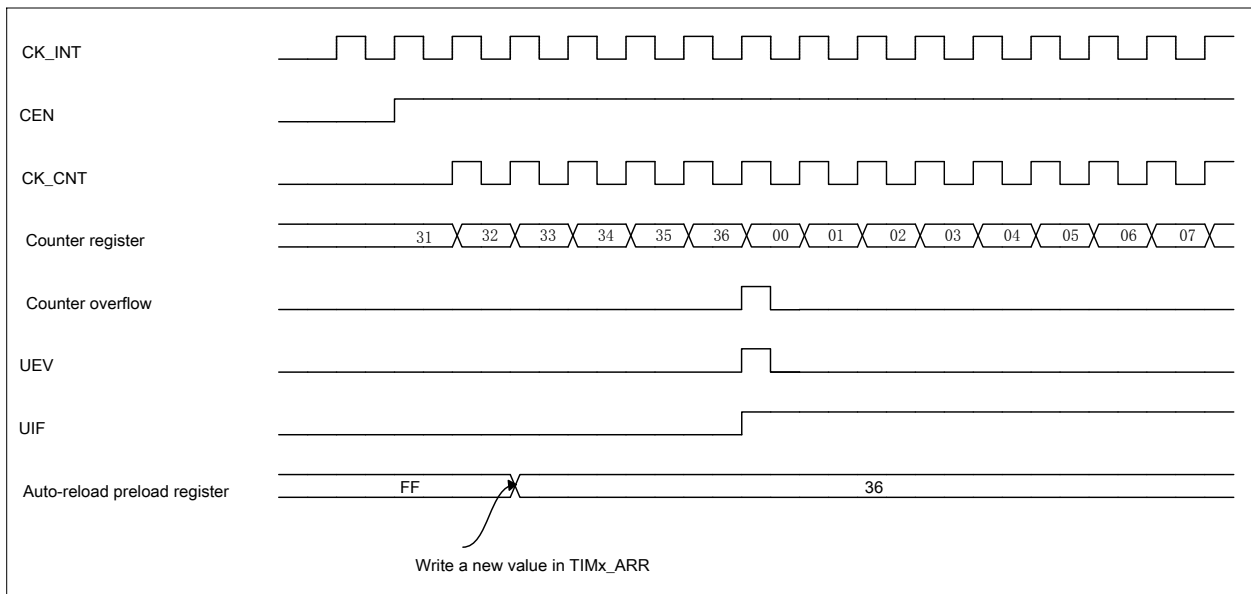 CK_INT
CEN
CK_CNT
Counter register 31 32 33 34 35 36 00 01 02 03 04 05 06 07
Counter overflow
UEV
UIF
Auto-reload preload register FF 36
Write a new value in TIMx_ARR